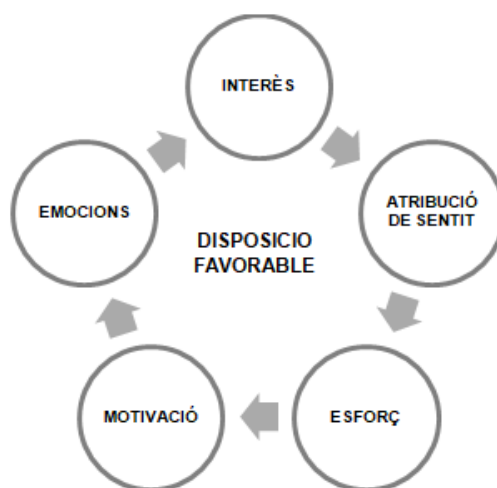 INTERÈS
ATRIBUCIÓ
DE SENTIT
EMOCIONS
DISPOSICIO
FAVORABLE
MOTIVACIÓ
ESFORÇ